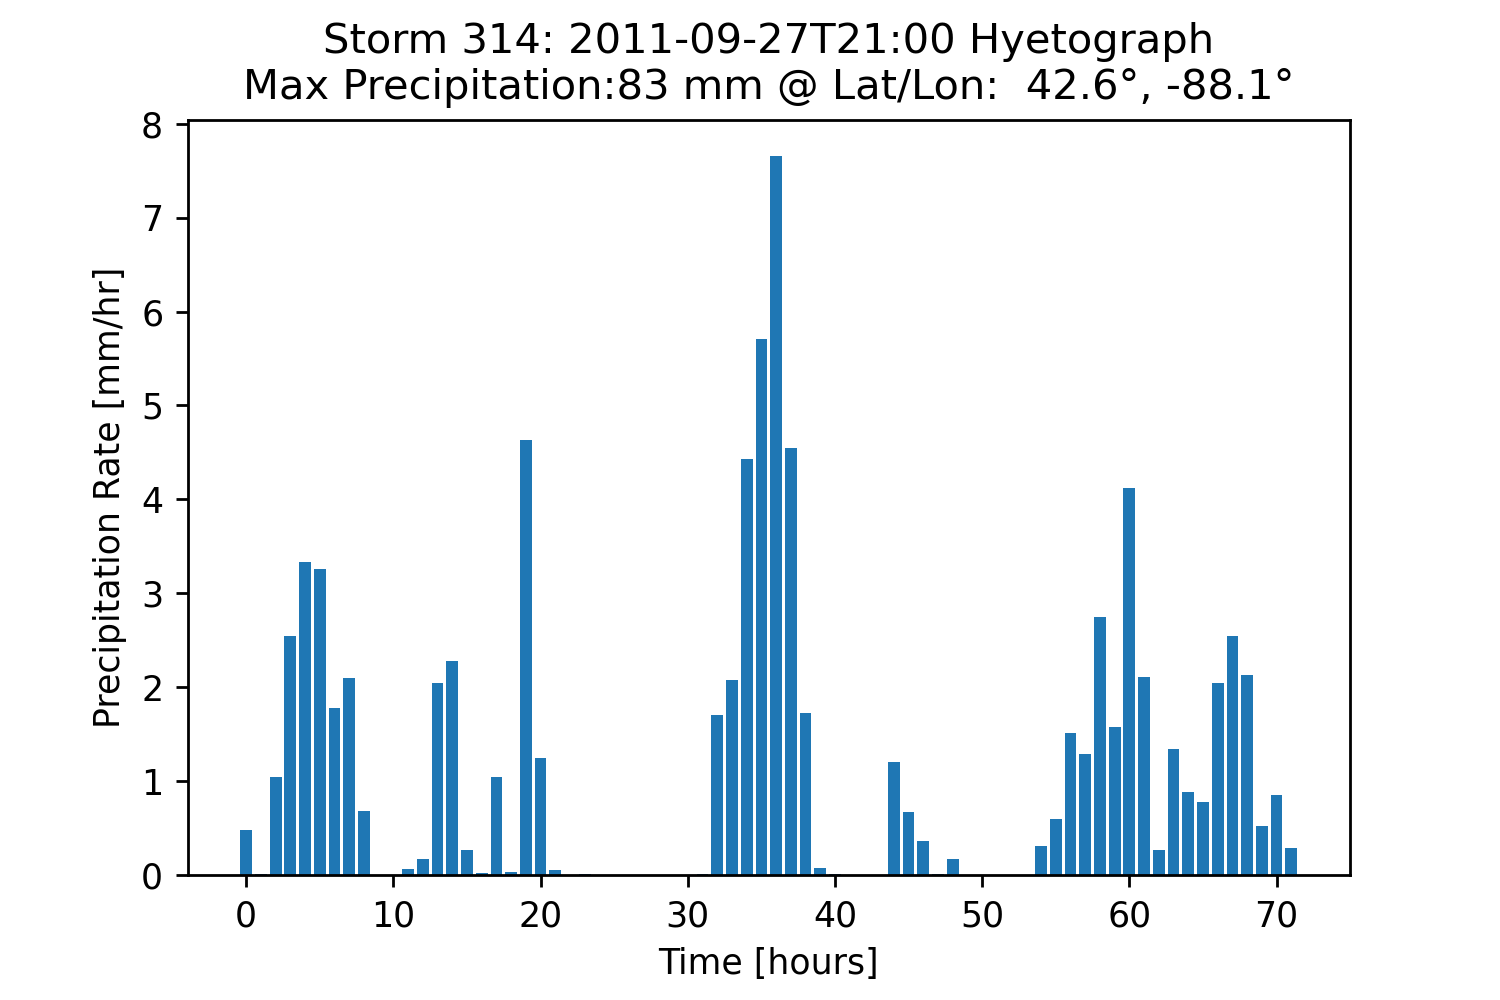 Storm 314: 2011-09-27T21:00 Hyetograph
Max Precipitation:83 mm @ Lat/Lon:  42.6°, -88.1°
8
7
6
5
4
3
2
1
0
Precipitation Rate [mm/hr]
0 10 20 30 40 50 60 70
Time [hours]